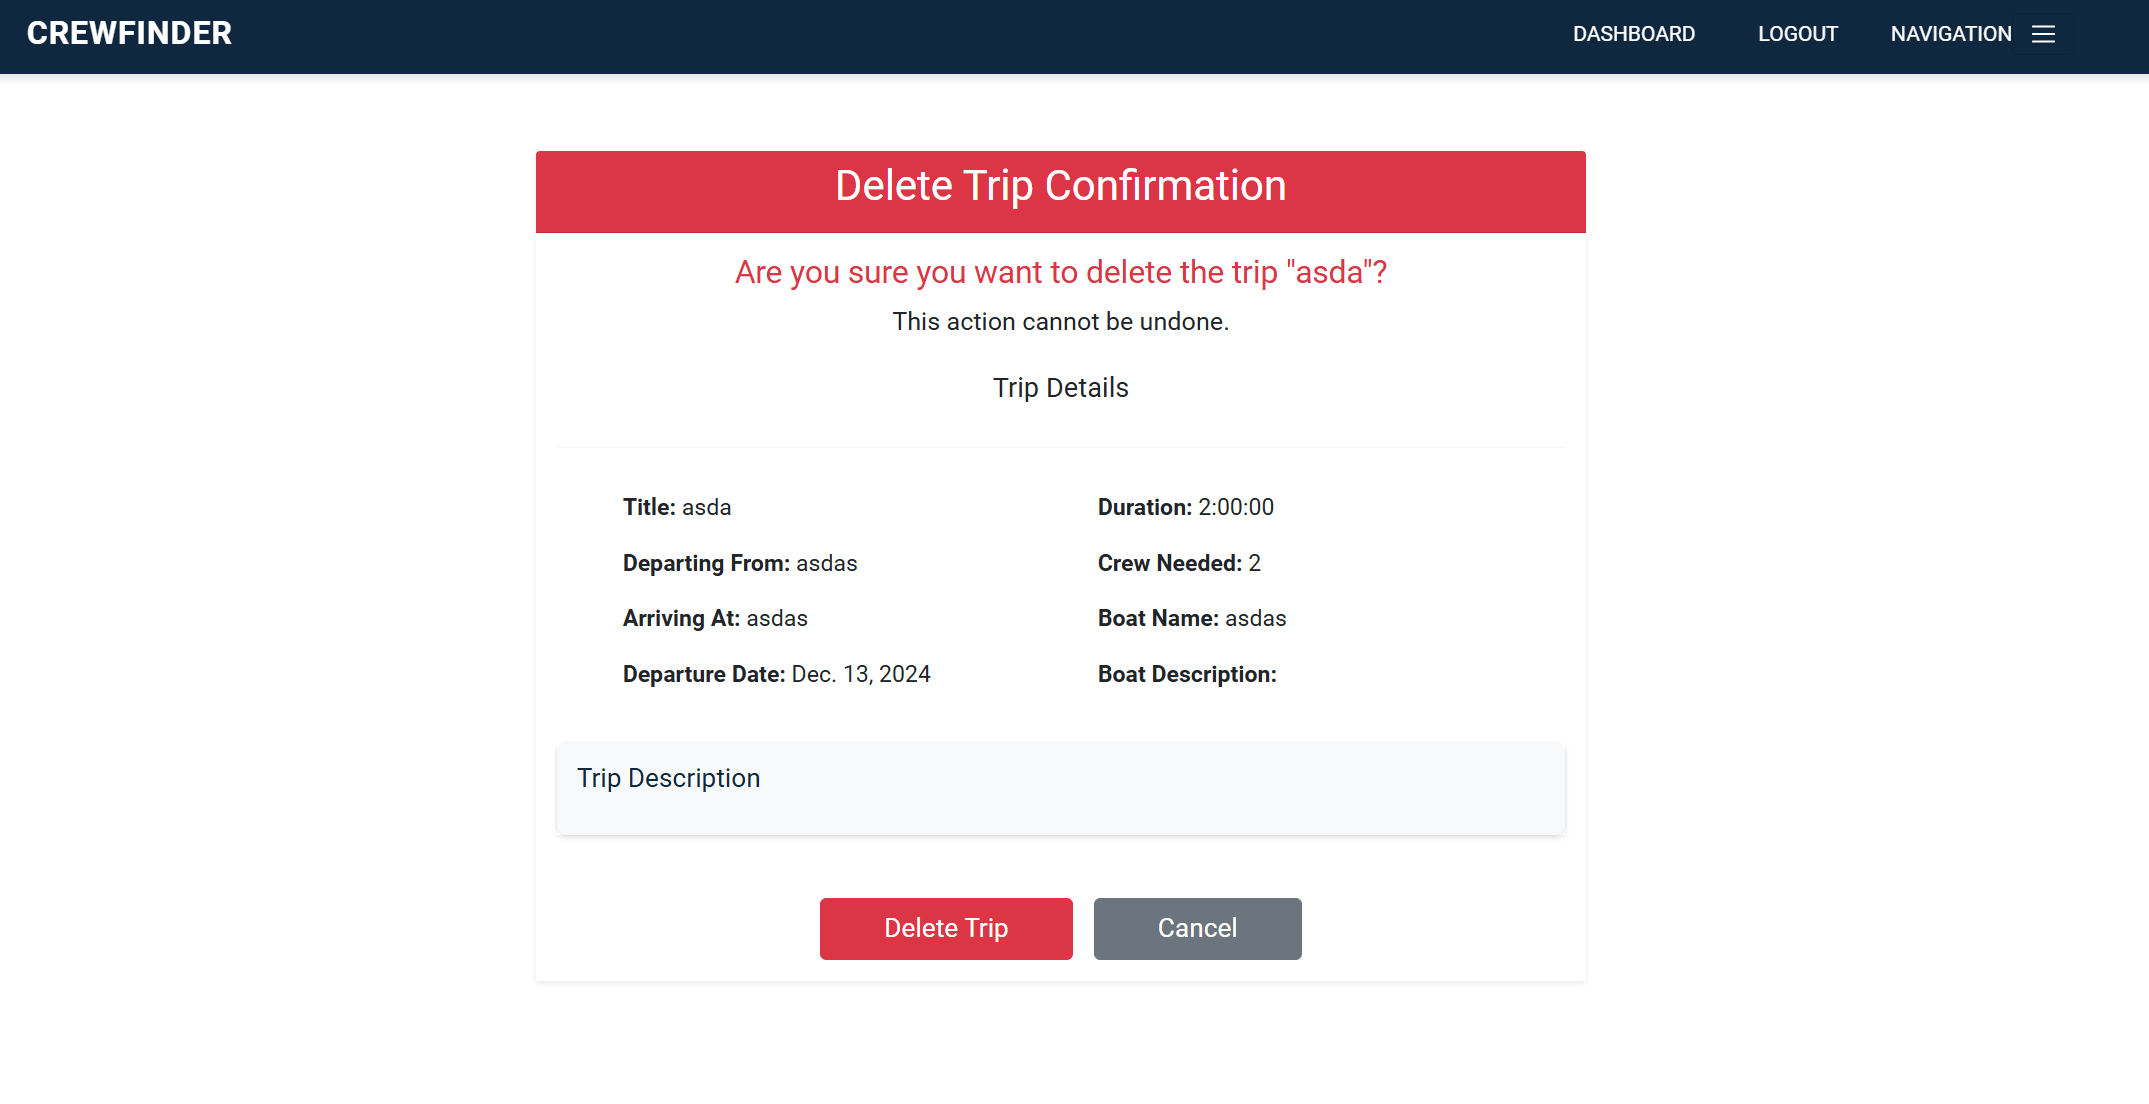 CREWFINDER
DASHBOARD LOGOUT NAVIGATION
Delete Trip Confirmation
Are you sure you want to delete the trip "asda"?
This action cannot be undone.
Trip Details
Title: asda
Departing From: asdas
Arriving At: asdas
Departure Date: Dec. 13, 2024
Duration: 2:00:00
Crew Needed: 2
Boat Name: asdas
Boat Description:
Trip Description
Delete Trip
Cancel